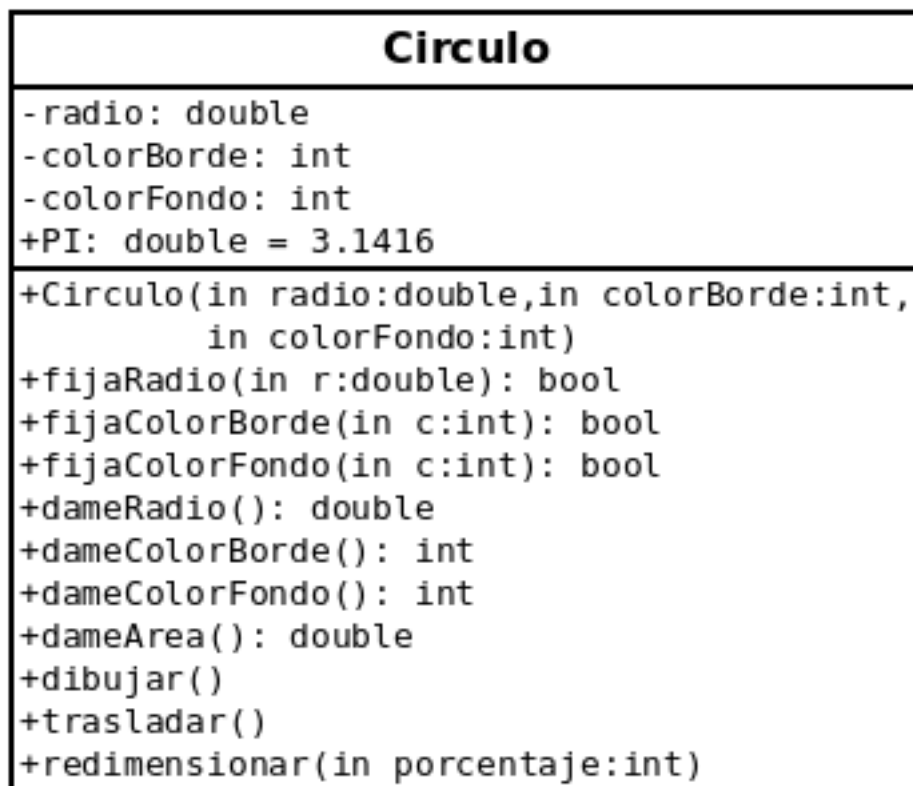 Circulo
-radio: double
-colorBorde: int
-colorFondo: int
+PI: double = 3.1416
+Circulo(in radio:double,in colorBorde:int,
in colorFondo:int)
+fijaRadio(in r:double): bool
+fijaColorBorde(in c:int): bool
+fijaColorFondo(in c:int): bool
+dameRadio(): double
+dameColorBorde(): int
+dameColorFondo(): int
+dameArea(): double
+dibujar()
+trasladar()
+redimensionar(in porcentaje:int)